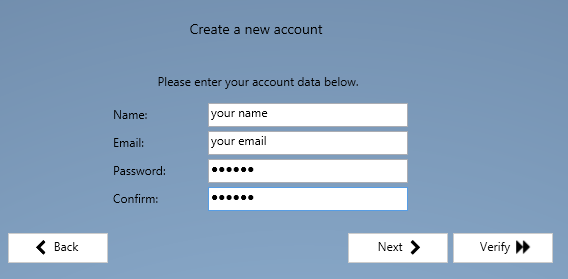 Create a new account
Please enter your account data below.
Name: your name
Email: your email
Password: ●●●●●●
Confirm: ●●●●●●
Back Next Verify